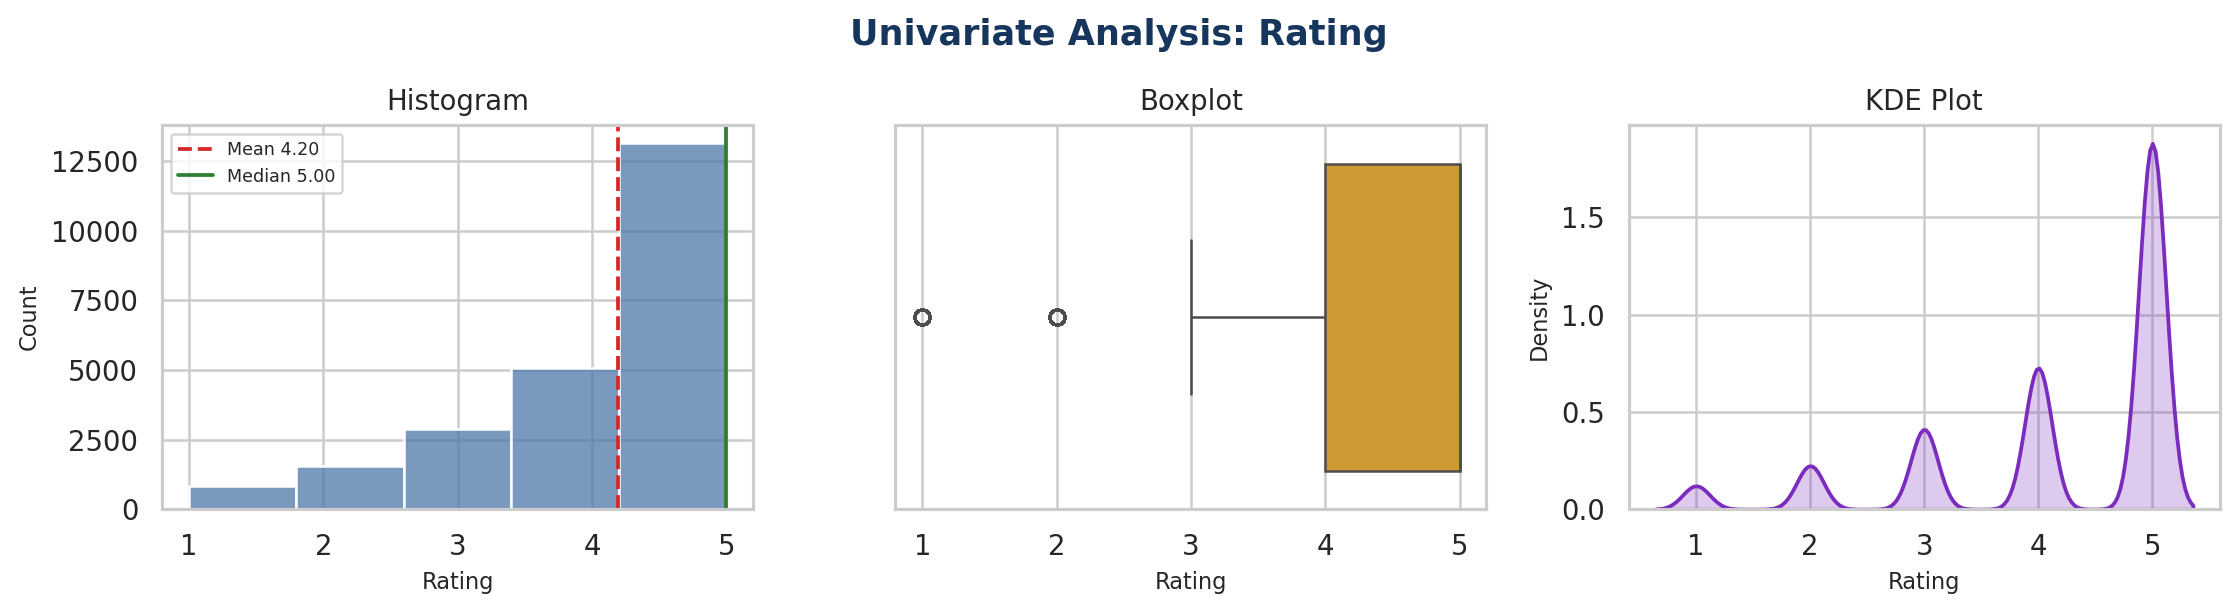 Univariate Analysis: Rating
Histogram
Mean 4.20
Median 5.00
Count
12500
10000
7500
5000
2500
0
1 2 3 4 5
Rating
Boxplot
1 2 3 4 5
Rating
KDE Plot
Density
1.5
1.0
0.5
0.0
1 2 3 4 5
Rating